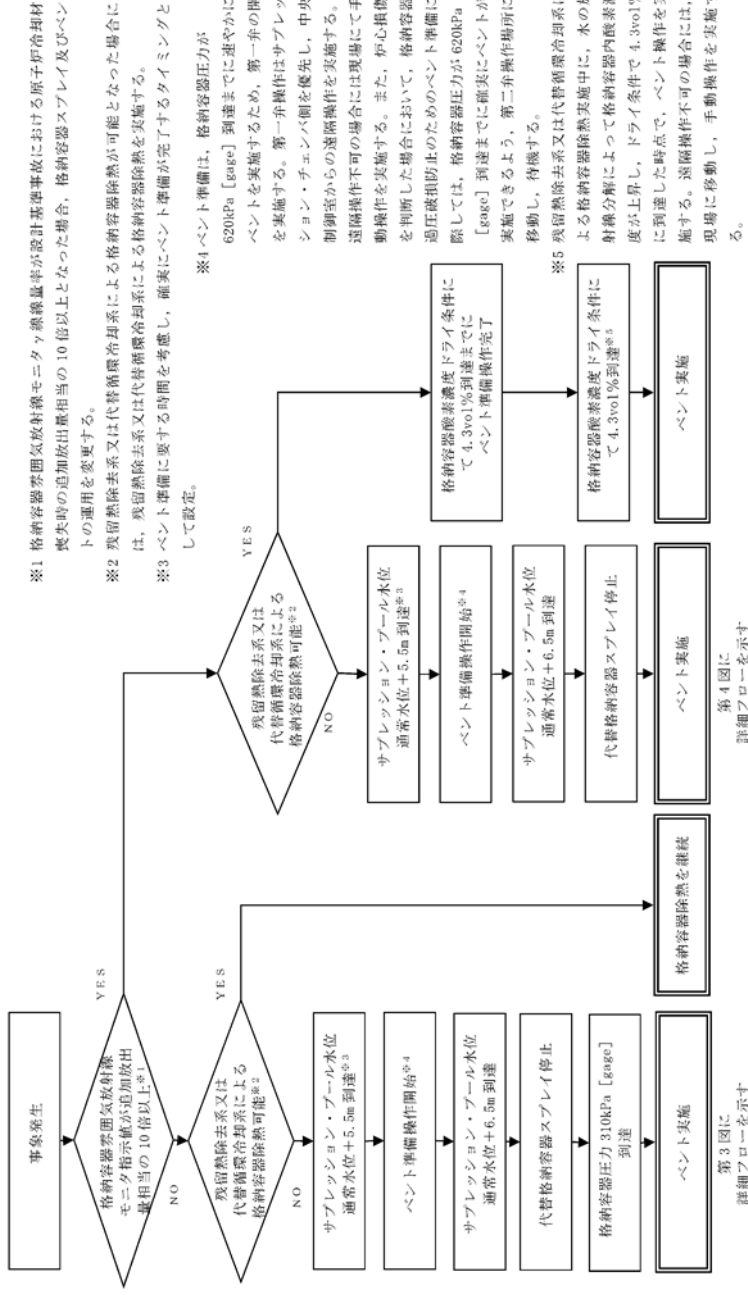 事象発生
格納容器雰囲気放射線
モニタ指示値が追加放出
量相当の10倍以上※1
YES
NO
残留熱除去系又は
代替循環冷却系による
格納容器除熱可能※2
YES
NO
サプレッション・プール水位
通常水位+5.5m到達※3
ベント準備操作開始※4
サプレッション・プール水位
通常水位+6.5m到達
代替格納容器スプレイ停止
格納容器圧力 310kPa [gage]
到達
ベント実施
第3図に
詳細フローを示す
格納容器除熱を継続
残留熱除去系又は
代替循環冷却系による
格納容器除熱可能※2
YES
NO
サプレッション・プール水位
通常水位+5.5m到達※3
ベント準備操作開始※4
サプレッション・プール水位
通常水位+6.5m到達
代替格納容器スプレイ停止
ベント実施
第4図に
詳細フローを示す
格納容器酸素濃度ドライ条件に
て4.3vol%到達までに
ベント準備操作完了
格納容器酸素濃度ドライ条件に
て4.3vol%到達※5
ベント実施
※1 格納容器雰囲気放射線モニタγ線線量率が設計基準事故における原子炉冷却材
喪失時の追加放出量相当の10倍以上となった場合,格納容器スプレイ及びベン
トの運用を変更する。
※2 残留熱除去系又は代替循環冷却系による格納容器除熱が可能となった場合に
は,残留熱除去系又は代替循環冷却系による格納容器除熱を実施する。
※3 ベント準備に要する時間を考慮し,確実にベント準備が完了するタイミングと
して設定。
※4 ベント準備は,格納容器圧力が
620kPa [gage] 到達までに速やかに
ベントを実施するため,第一弁の開
を実施する。第一弁操作はサプレッ
ション・チェンバ側を優先し,中央
制御室からの遠隔操作を実施する。
遠隔操作不可の場合には現場にて手
動操作を実施する。また,炉心損傷
を判断した場合において,格納容器
過圧破損防止のためのベント準備に
際しては,格納容器圧力が 620kPa
[gage] 到達までに確実にベントが
実施できるよう,第二弁操作場所に
移動し,待機する。
※5 残留熱除去系又は代替循環冷却系に
よる格納容器除熱実施中に,水の放
射線分解によって格納容器内酸素濃
度が上昇し,ドライ条件で4.3vol%
に到達した時点で,ベント操作を実
施する。遠隔操作不可の場合には,
現場に移動し,手動操作を実施す
る。